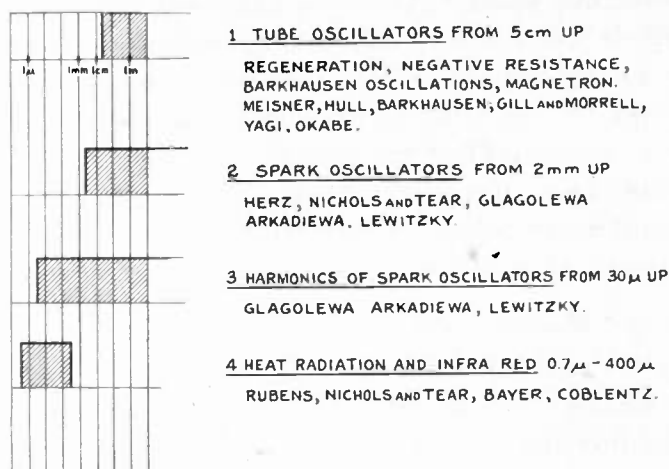 1μ 1mm 1cm 1m
1 TUBE OSCILLATORS FROM 5cm UP
REGENERATION, NEGATIVE RESISTANCE,
BARKHAUSEN OSCILLATIONS, MAGNETRON.
MEISNER, HULL, BARKHAUSEN, GILL AND MORRELL,
YAGI, OKABE.
2 SPARK OSCILLATORS FROM 2mm UP
HERZ, NICHOLS AND TEAR, GLAGOLEWA
ARKADIEWA. LEWITZKY.
3 HARMONICS OF SPARK OSCILLATORS FROM 30μ UP
GLAGOLEWA ARKADIEWA, LEWITZKY.
4 HEAT RADIATION AND INFRA RED 0.7μ - 400μ
RUBENS, NICHOLS AND TEAR, BAYER, COBLENTZ.